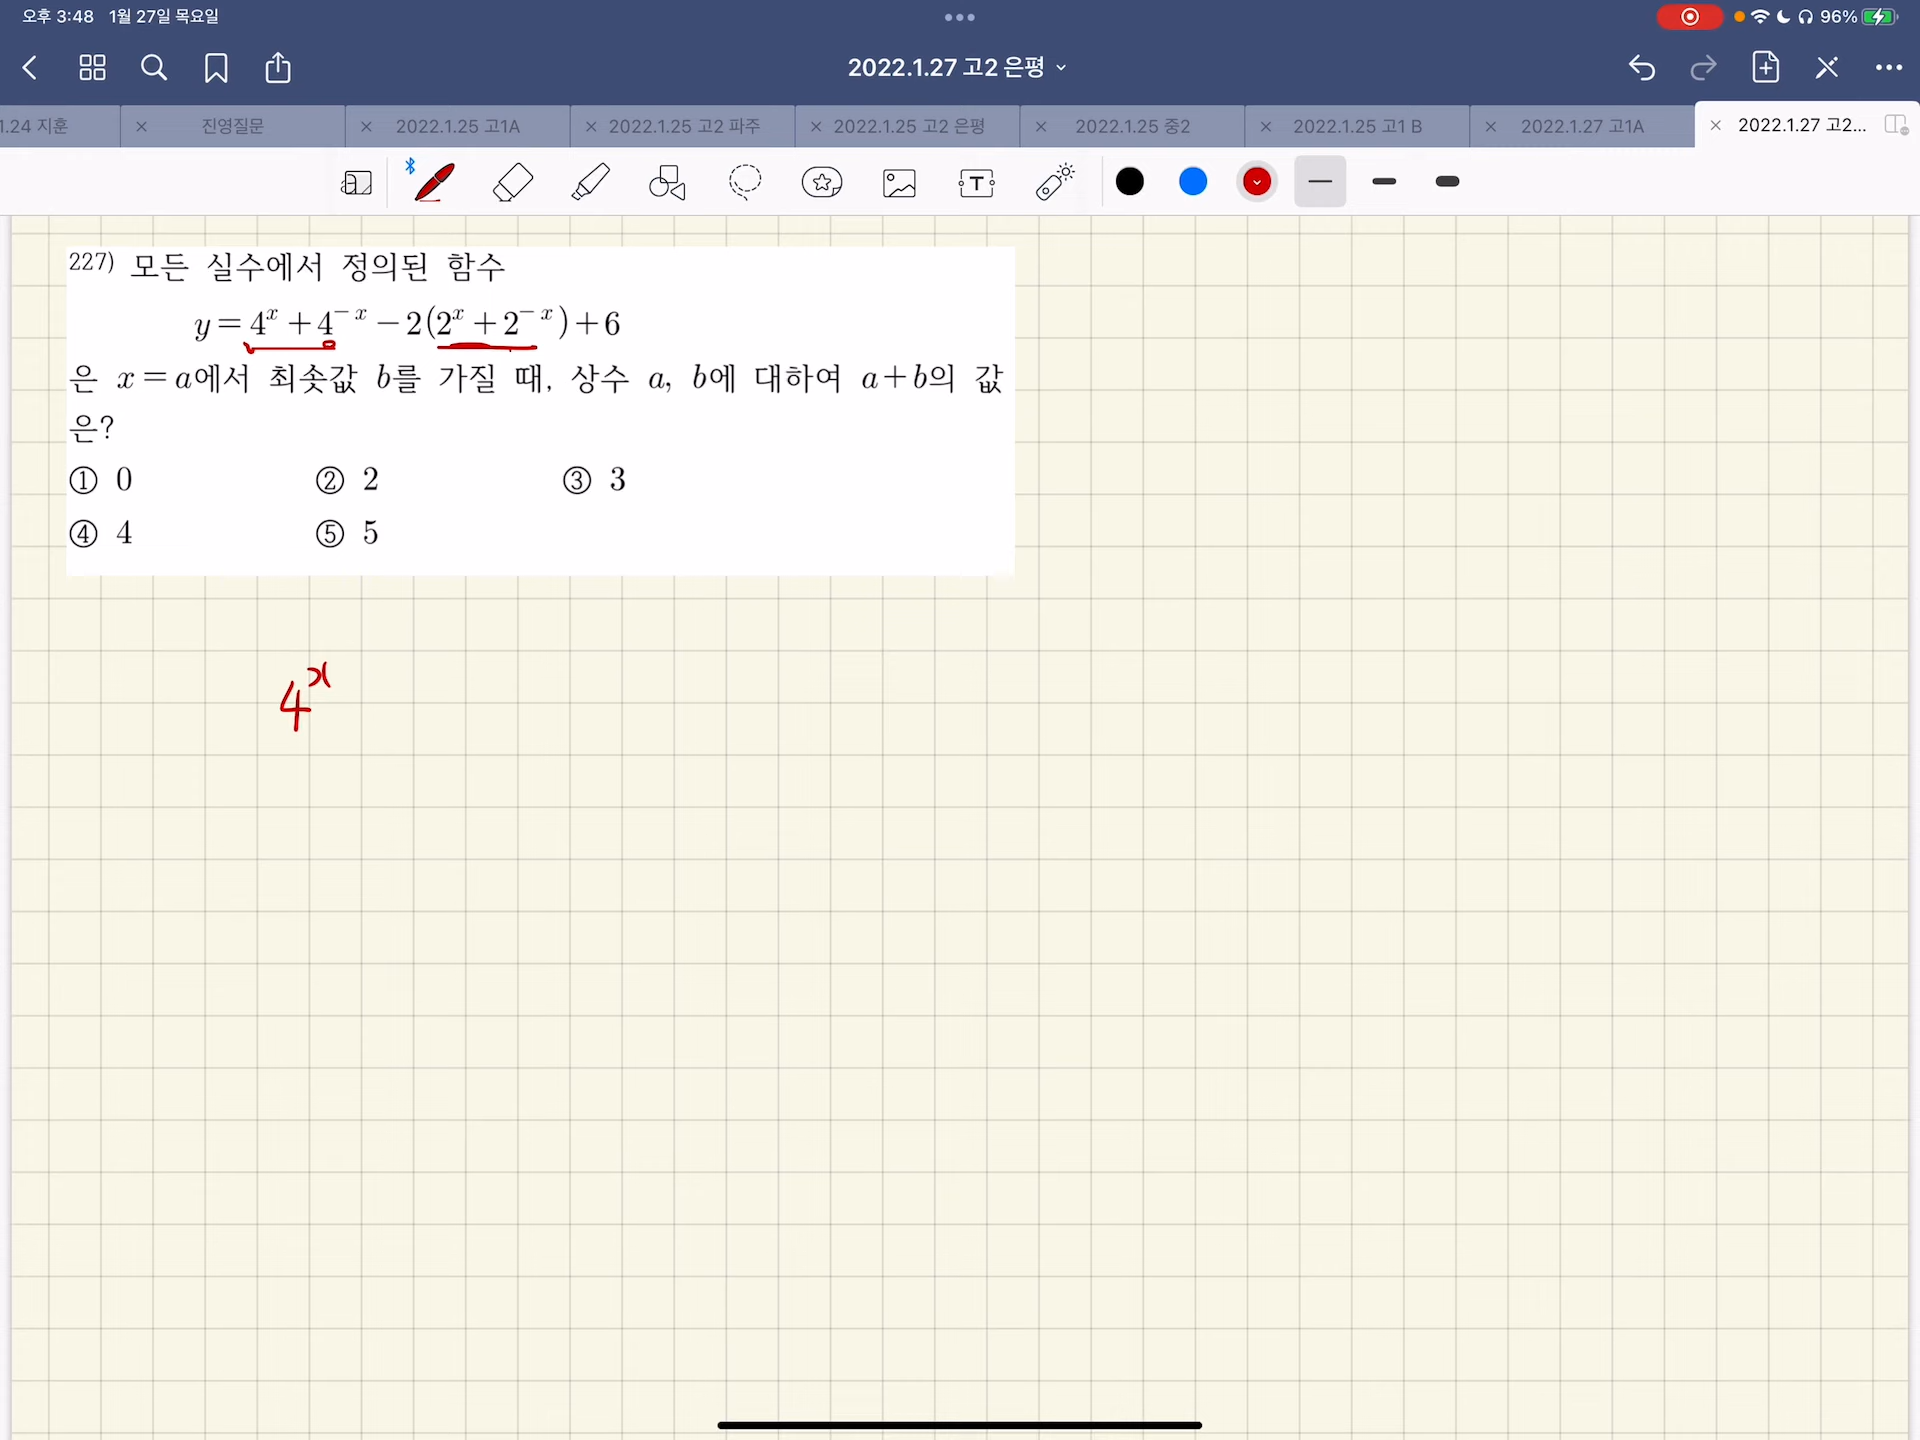 오후 3:48 1월 27일 목요일
96%
2022.1.27 고2 은평
1.24 지훈
진영질문
2022.1.25 고1A
2022.1.25 고2 파주
2022.1.25 고2 은평
2022.1.25 중2
2022.1.25 고1 B
2022.1.27 고1A
2022.1.27 고2...
227) 모든 실수에서 정의된 함수
y = 4^x + 4^{-x} - 2(2^x + 2^{-x}) + 6
은 x = a에서 최솟값 b를 가질 때, 상수 a, b에 대하여 a+b의 값
은?
① 0 ② 2 ③ 3
④ 4 ⑤ 5
4^x